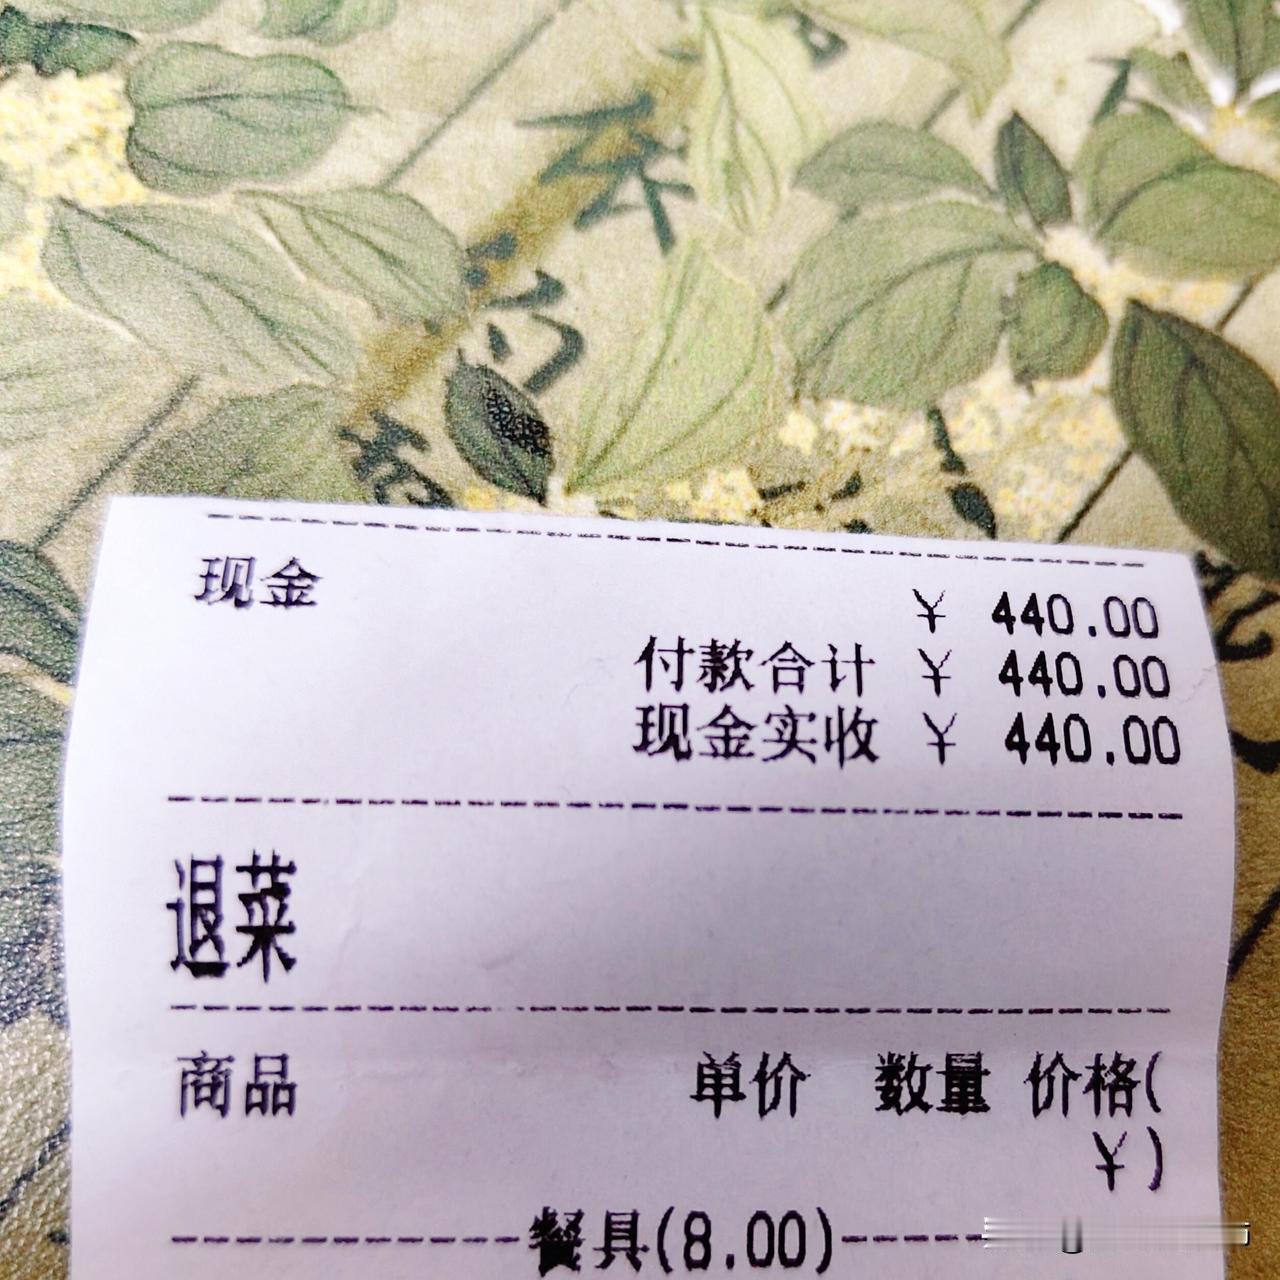 现金
¥ 440.00
付款合计 ¥ 440.00
现金实收 ¥ 440.00
退菜
商品 单价 数量 价格(
¥)
餐具(8.00)